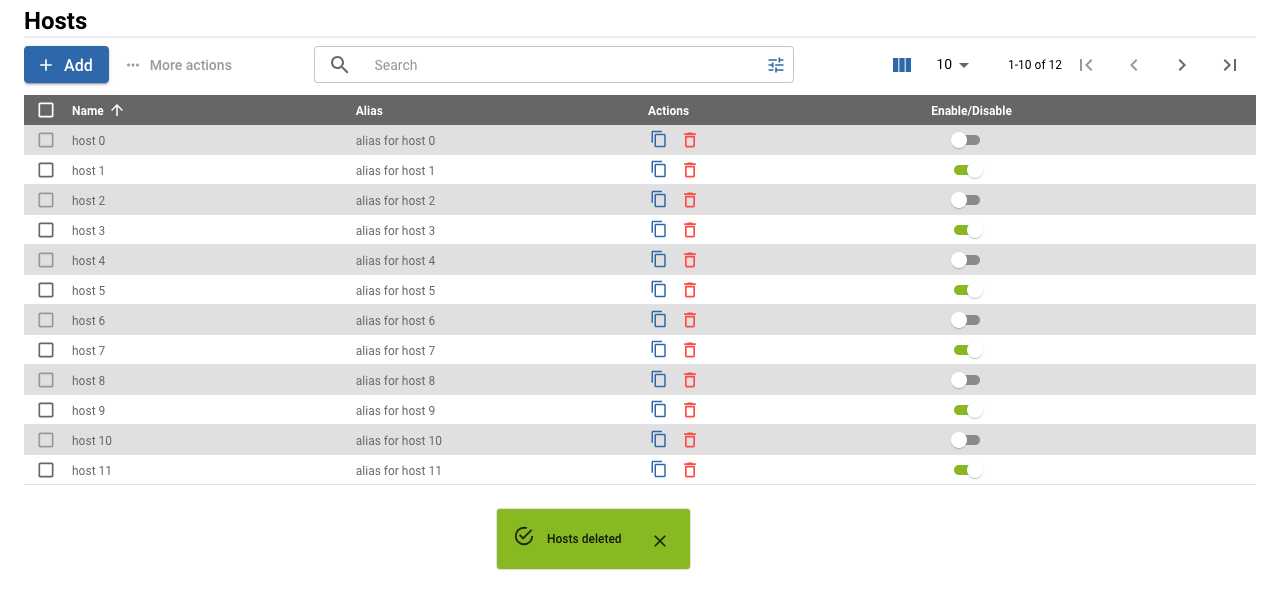 Hosts
Add More actions Search 10 1-10 of 12
Name Alias Actions Enable/Disable
host 0 alias for host 0
host 1 alias for host 1
host 2 alias for host 2
host 3 alias for host 3
host 4 alias for host 4
host 5 alias for host 5
host 6 alias for host 6
host 7 alias for host 7
host 8 alias for host 8
host 9 alias for host 9
host 10 alias for host 10
host 11 alias for host 11
Hosts deleted